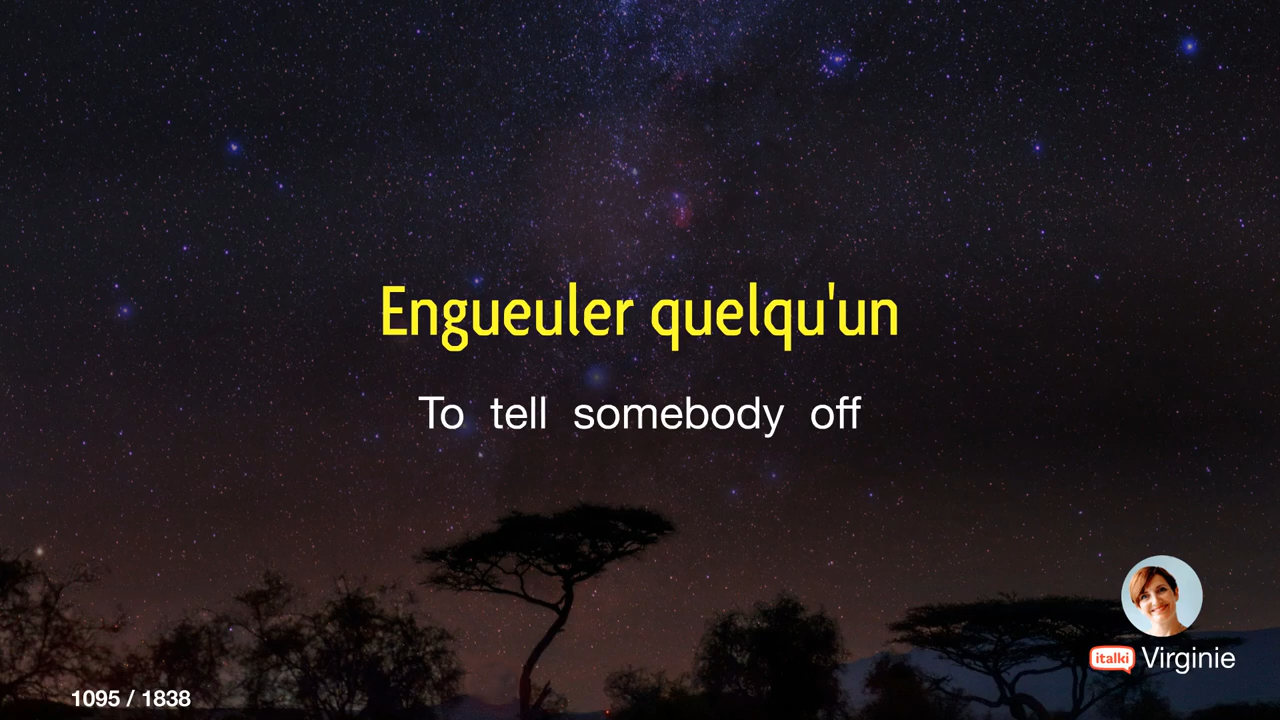 Engueuler quelqu'un
To tell somebody off
italki Virginie
1095 / 1838